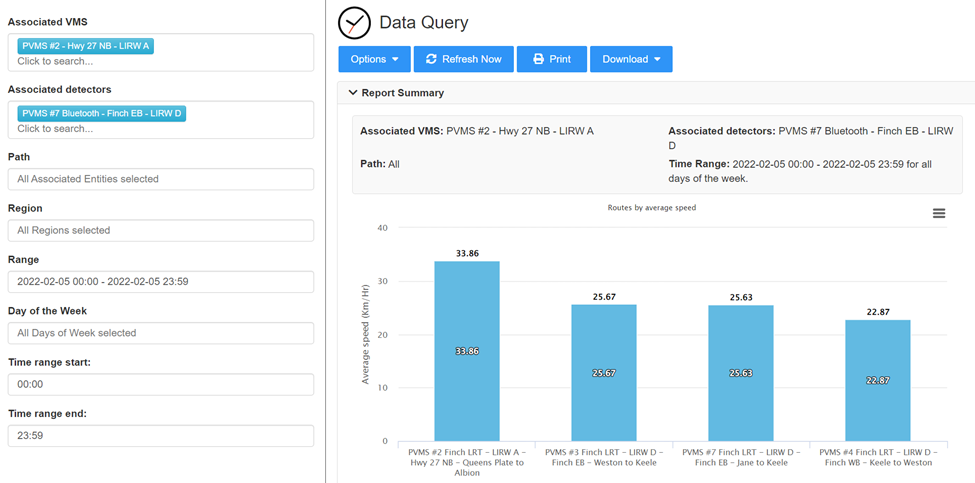 Associated VMS
PVMS #2 - Hwy 27 NB - LIRW A
Click to search...
Associated detectors
PVMS #7 Bluetooth - Finch EB - LIRW D
Click to search...
Path
All Associated Entities selected
Region
All Regions selected
Range
2022-02-05 00:00 - 2022-02-05 23:59
Day of the Week
All Days of Week selected
Time range start:
00:00
Time range end:
23:59
Data Query
Options
Refresh Now
Print
Download
Report Summary
Associated VMS: PVMS #2 - Hwy 27 NB - LIRW A
Path: All
Associated detectors: PVMS #7 Bluetooth - Finch EB - LIRW
D
Time Range: 2022-02-05 00:00 - 2022-02-05 23:59 for all
days of the week.
Routes by average speed
Average speed (Km/Hr)
40
30
20
10
0
33.86
33.86
25.67
25.67
25.63
25.63
22.87
22.87
PVMS #2 Finch LRT - LIRW A -
Hwy 27 NB - Queens Plate to
Albion
PVMS #3 Finch LRT - LIRW D -
Finch EB - Weston to Keele
PVMS #7 Finch LRT - LIRW D -
Finch EB - Jane to Keele
PVMS #4 Finch LRT - LIRW D -
Finch WB - Keele to Weston